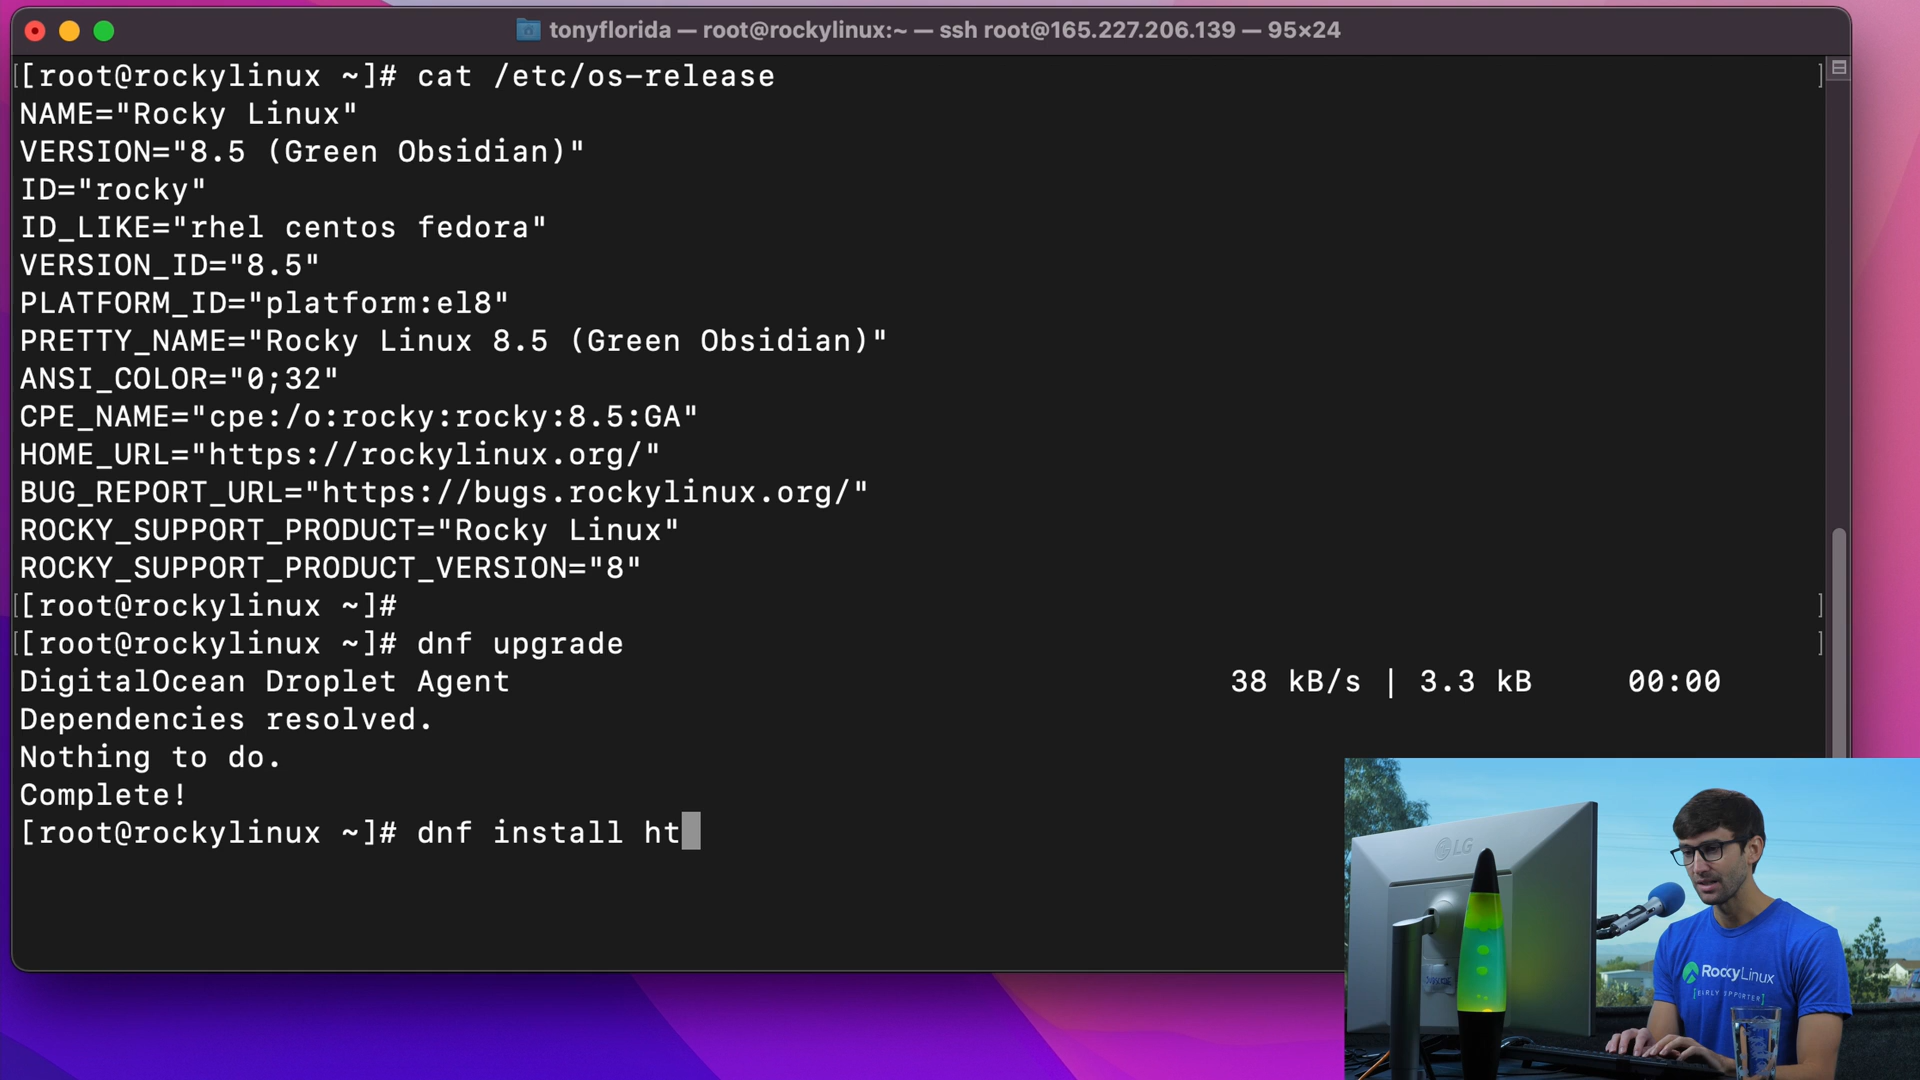 tonyflorida — root@rockylinux:~ — ssh root@165.227.206.139 — 95×24
[[root@rockylinux ~]# cat /etc/os-release ]
NAME="Rocky Linux"
VERSION="8.5 (Green Obsidian)"
ID="rocky"
ID_LIKE="rhel centos fedora"
VERSION_ID="8.5"
PLATFORM_ID="platform:el8"
PRETTY_NAME="Rocky Linux 8.5 (Green Obsidian)"
ANSI_COLOR="0;32"
CPE_NAME="cpe:/o:rocky:rocky:8.5:GA"
HOME_URL="https://rockylinux.org/"
BUG_REPORT_URL="https://bugs.rockylinux.org/"
ROCKY_SUPPORT_PRODUCT="Rocky Linux"
ROCKY_SUPPORT_PRODUCT_VERSION="8"
[[root@rockylinux ~]# ]
[[root@rockylinux ~]# dnf upgrade ]
DigitalOcean Droplet Agent 38 kB/s | 3.3 kB 00:00
Dependencies resolved.
Nothing to do.
Complete!
[root@rockylinux ~]# dnf install ht
LG
RockyLinux